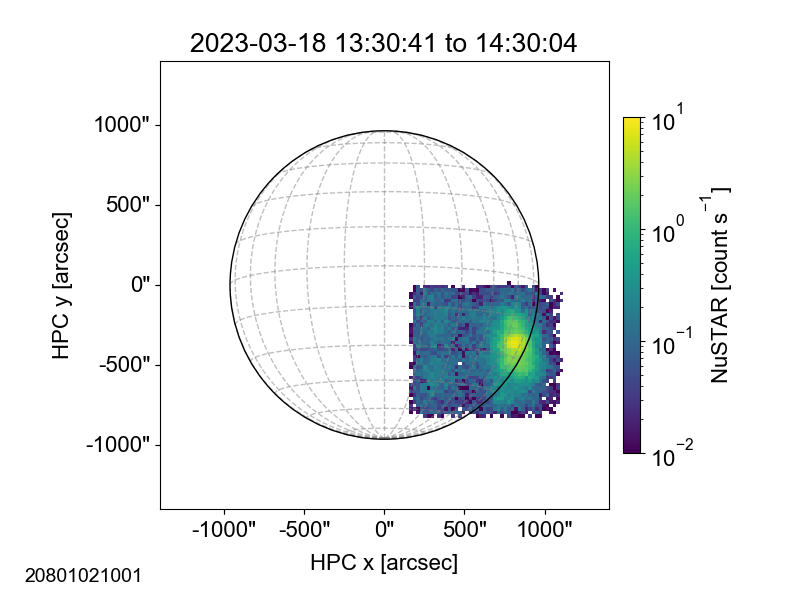 2023-03-18 13:30:41 to 14:30:04
1000"
500"
0"
-500"
-1000"
HPC y [arcsec]
-1000" -500" 0" 500" 1000"
HPC x [arcsec]
10^1
10^0
10^−1
10^−2
NuSTAR [count s^−1]
20801021001